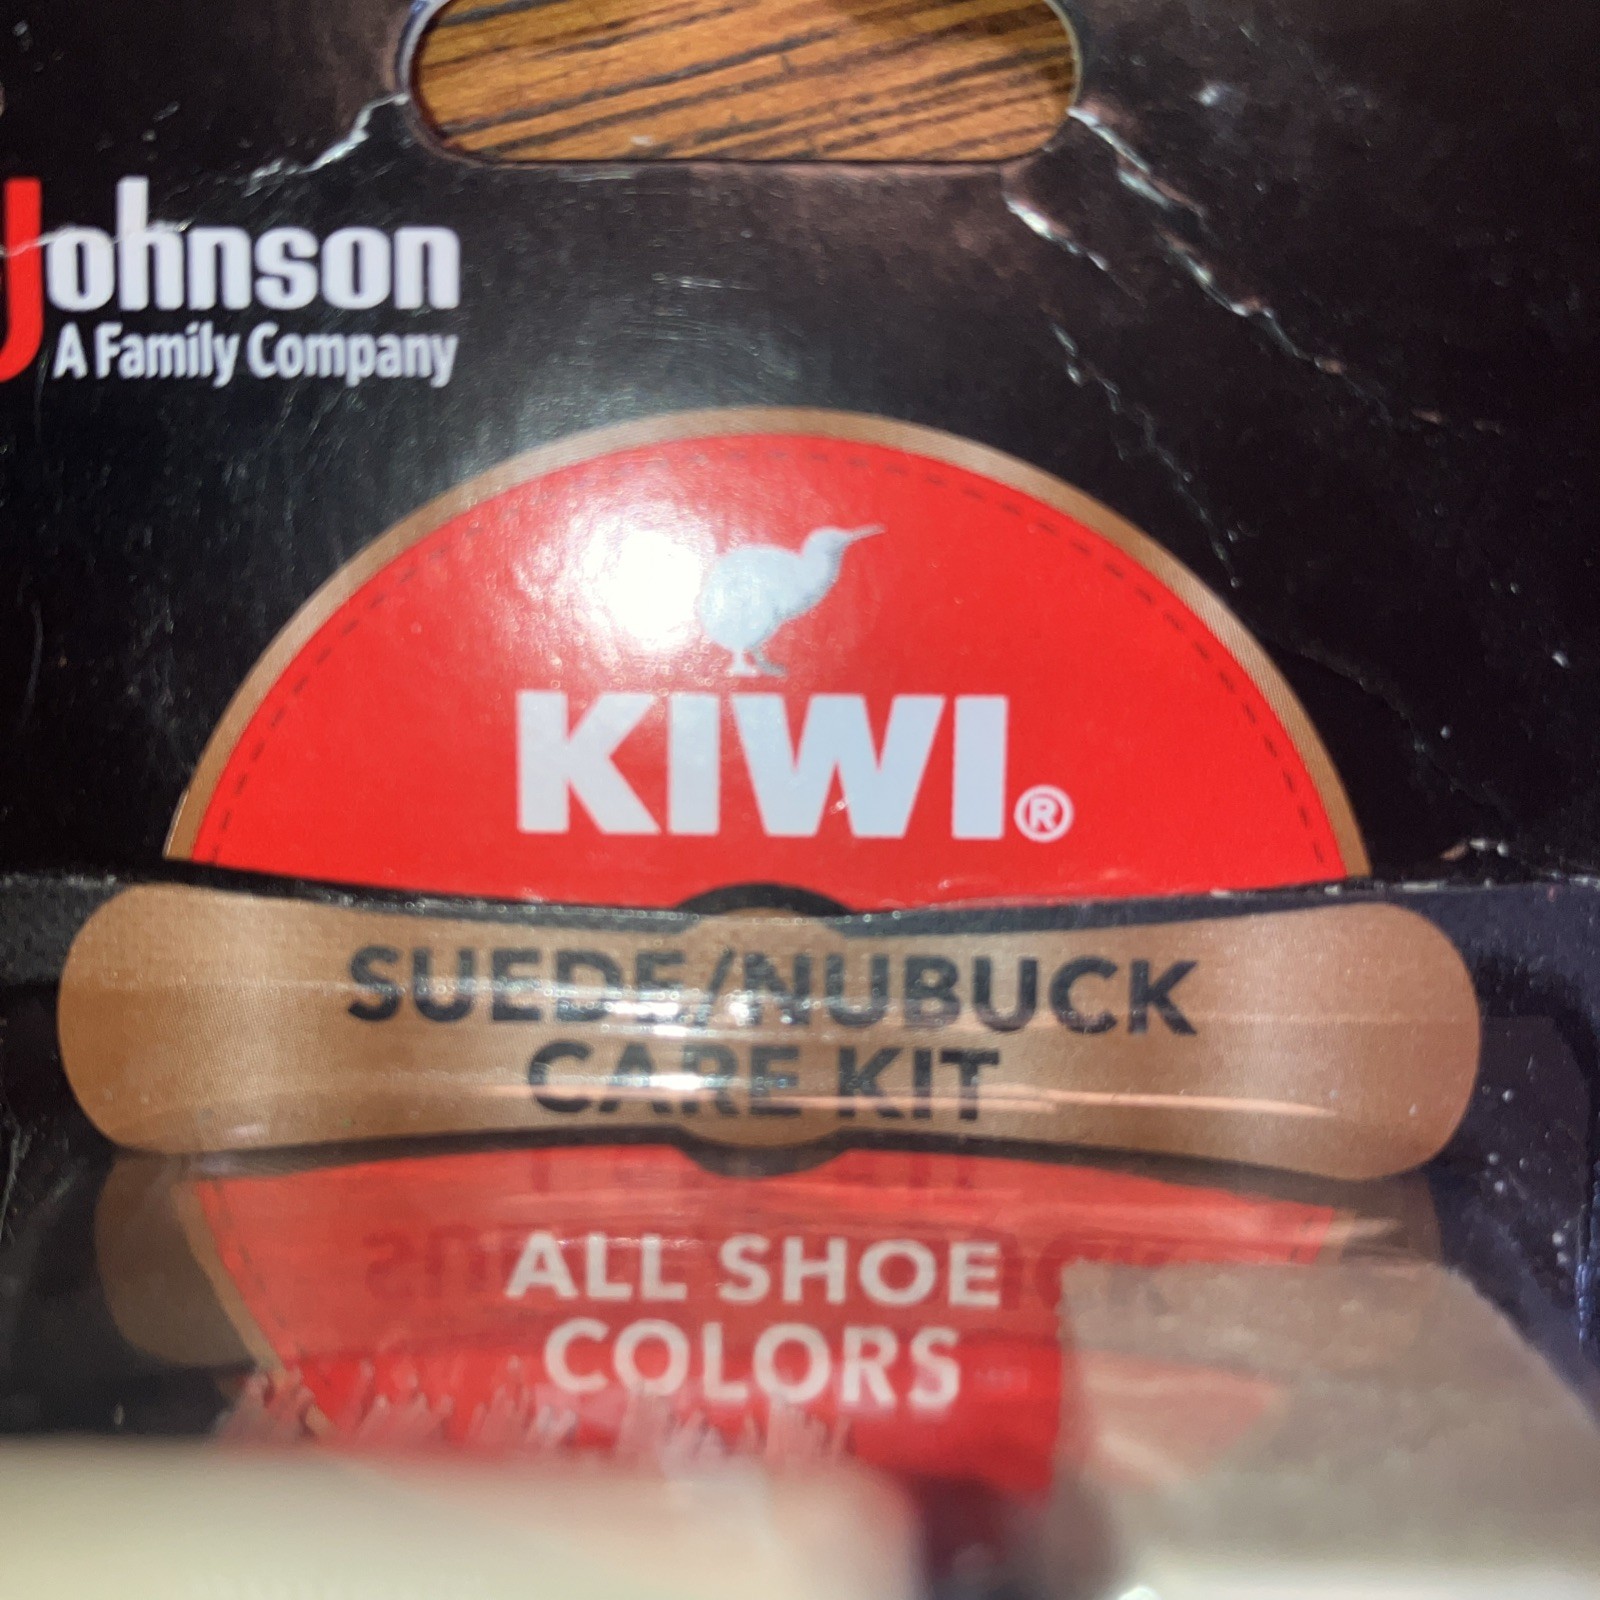 Johnson
A Family Company
KIWI®
SUEDE/NUBUCK
CARE KIT
ALL SHOE
COLORS